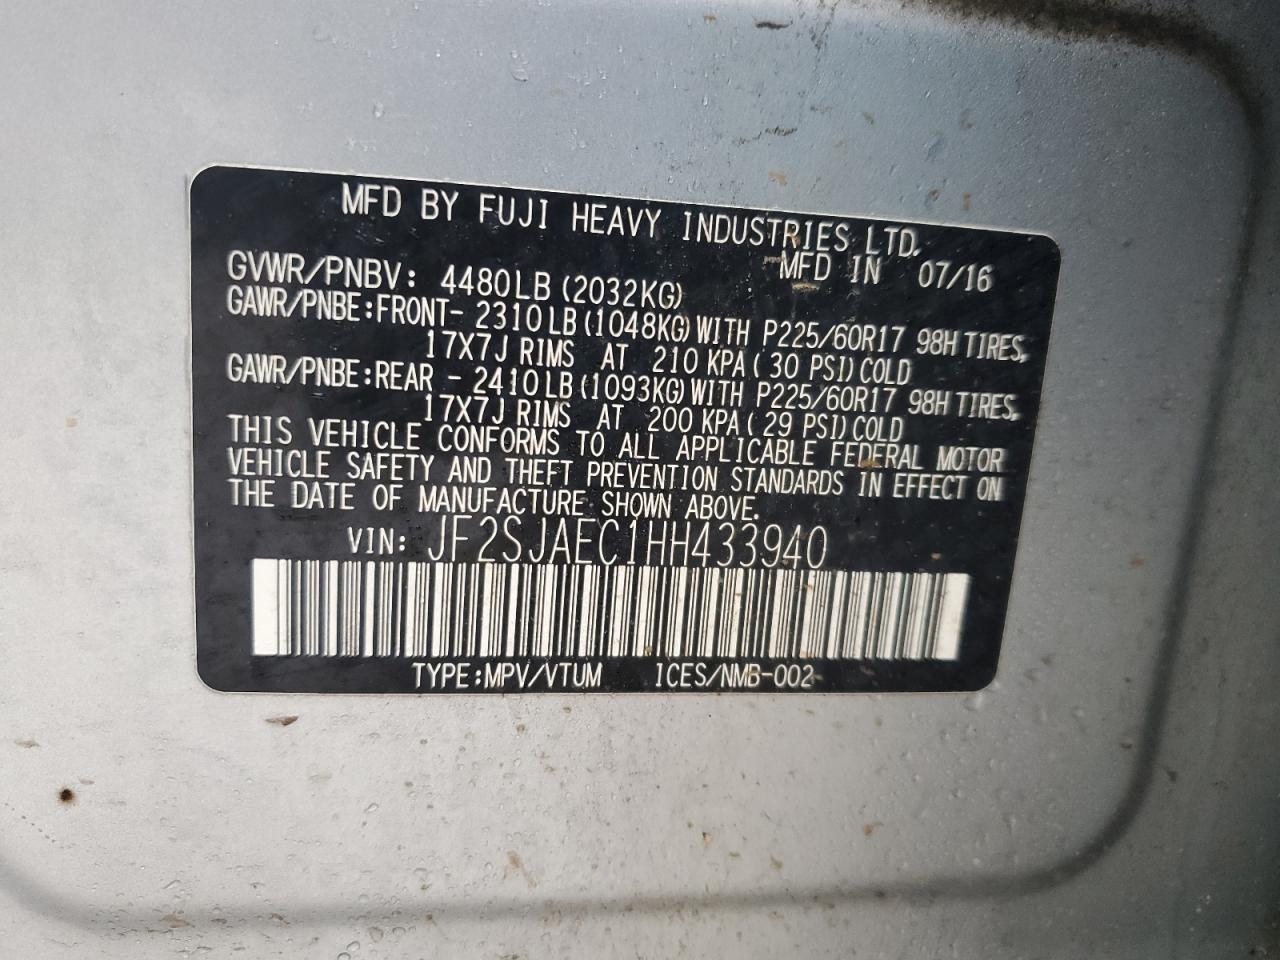 MFD BY FUJI HEAVY INDUSTRIES LTD.
MFD IN 07/16
GVWR/PNBV: 4480LB (2032KG)
GAWR/PNBE:FRONT- 2310LB(1048KG)WITH P225/60R17 98H TIRES,
17X7J RIMS AT 210 KPA( 30 PSI)COLD
GAWR/PNBE:REAR - 2410LB(1093KG)WITH P225/60R17 98H TIRES,
17X7J RIMS AT 200 KPA( 29 PSI)COLD
THIS VEHICLE CONFORMS TO ALL APPLICABLE FEDERAL MOTOR
VEHICLE SAFETY AND THEFT PREVENTION STANDARDS IN EFFECT ON
THE DATE OF MANUFACTURE SHOWN ABOVE.
VIN: JF2SJAEC1HH433940
TYPE:MPV/VTUM ICES/NMB-002